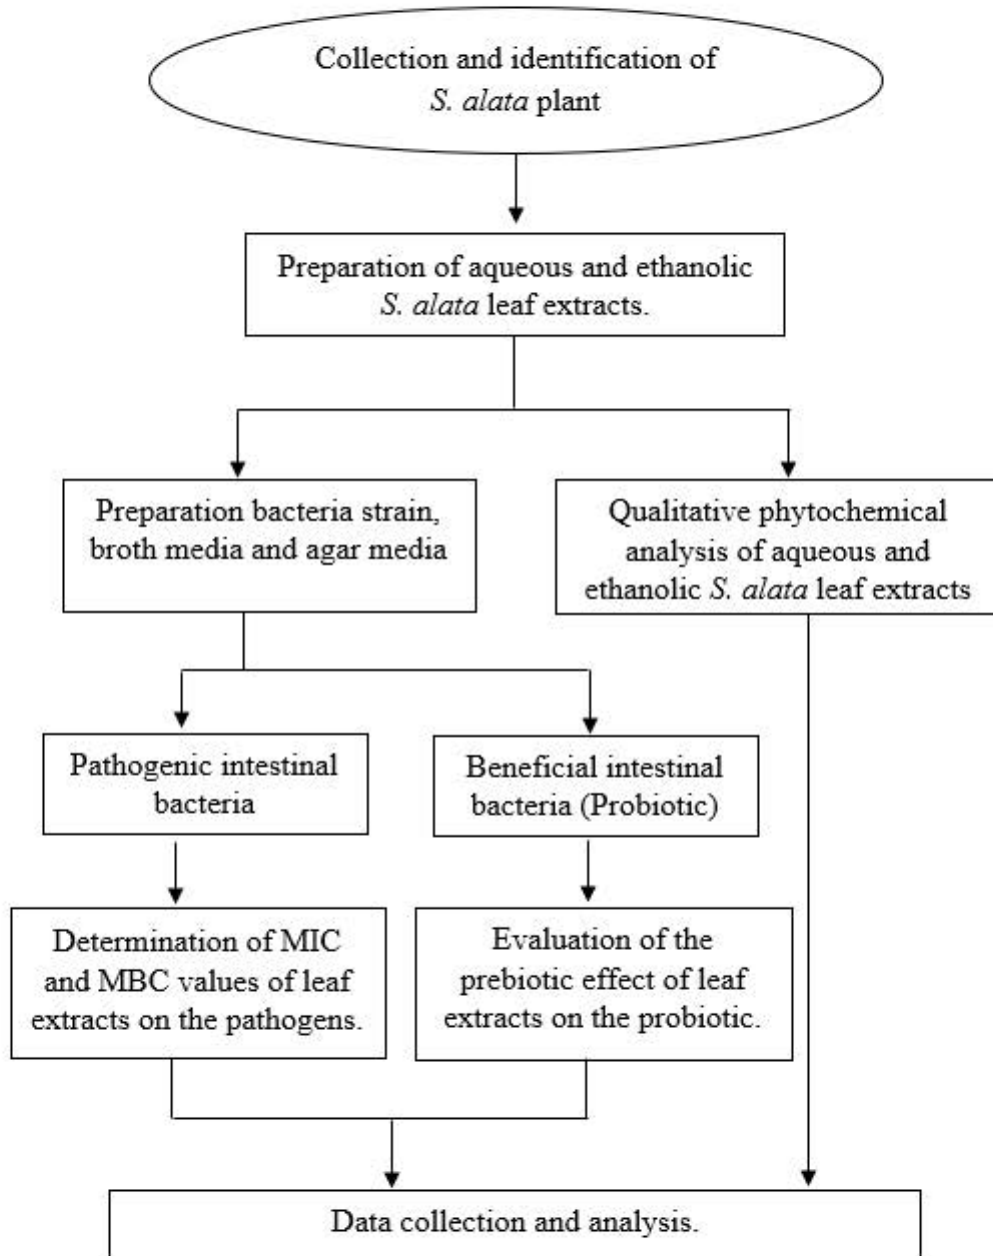 Collection and identification of
S. alata plant
Preparation of aqueous and ethanolic
S. alata leaf extracts.
Preparation bacteria strain,
broth media and agar media
Qualitative phytochemical
analysis of aqueous and
ethanolic S. alata leaf extracts
Pathogenic intestinal
bacteria
Beneficial intestinal
bacteria (Probiotic)
Determination of MIC
and MBC values of leaf
extracts on the pathogens.
Evaluation of the
prebiotic effect of leaf
extracts on the probiotic.
Data collection and analysis.